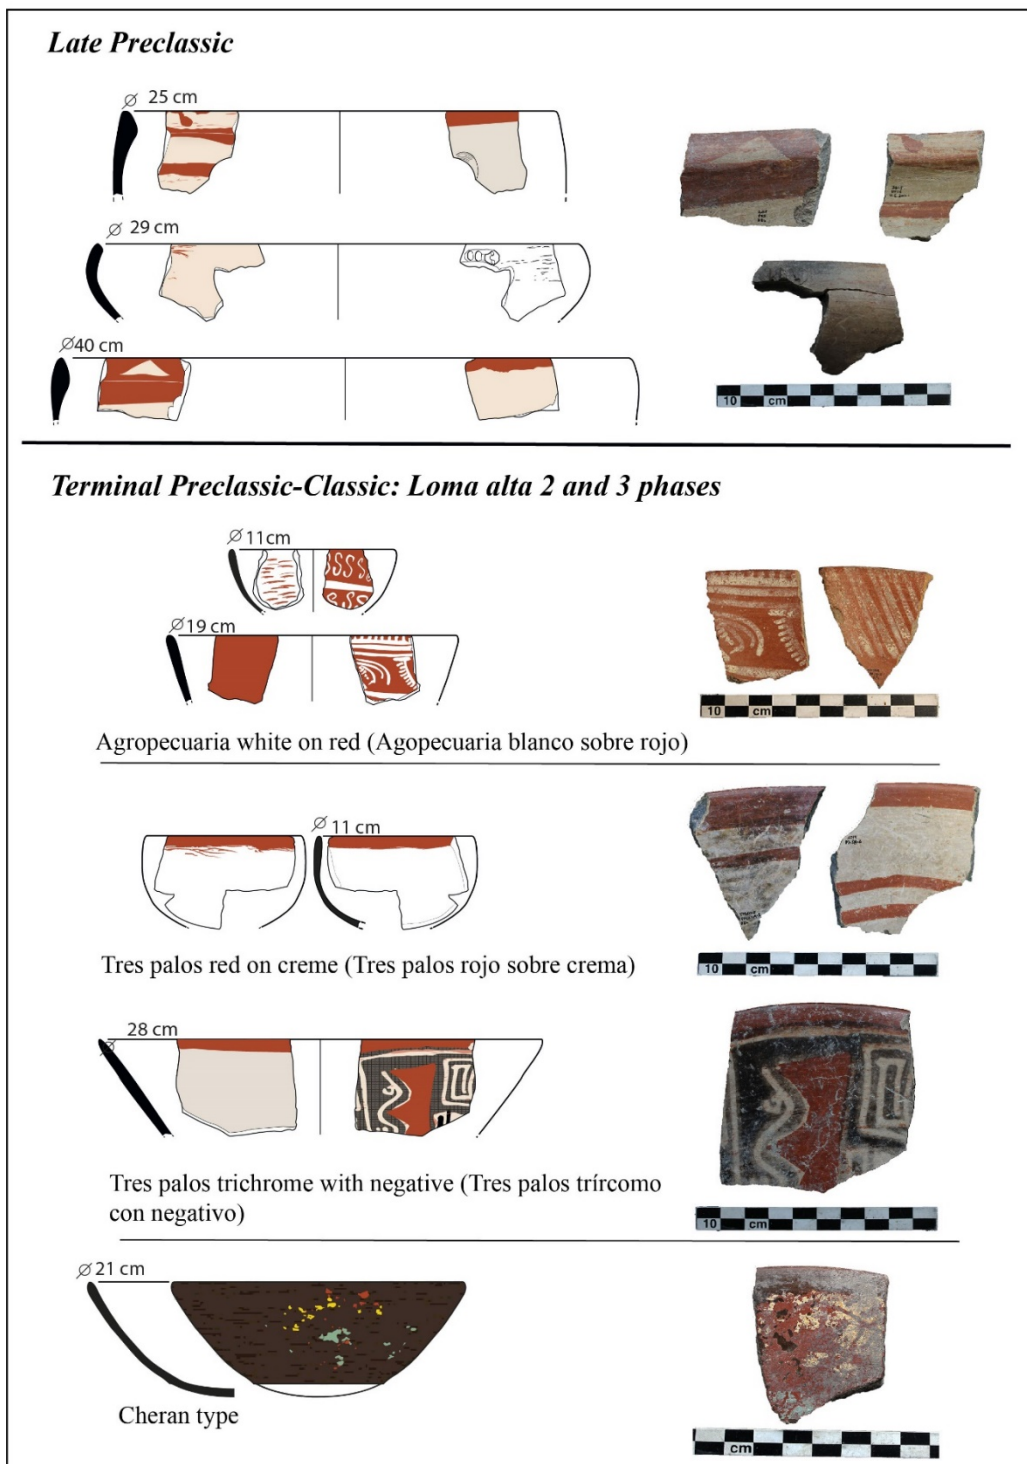 Late Preclassic
Ø 25 cm
Ø 29 cm
Ø40 cm
10 cm
Terminal Preclassic-Classic: Loma alta 2 and 3 phases
Ø 11cm
Ø19 cm
10 cm
Agropecuaria white on red (Agopecuaria blanco sobre rojo)
Ø 11 cm
10 cm
Tres palos red on creme (Tres palos rojo sobre crema)
Ø 28 cm
10 cm
Tres palos trichrome with negative (Tres palos trírcomo
con negativo)
Ø 21 cm
Cheran type
cm